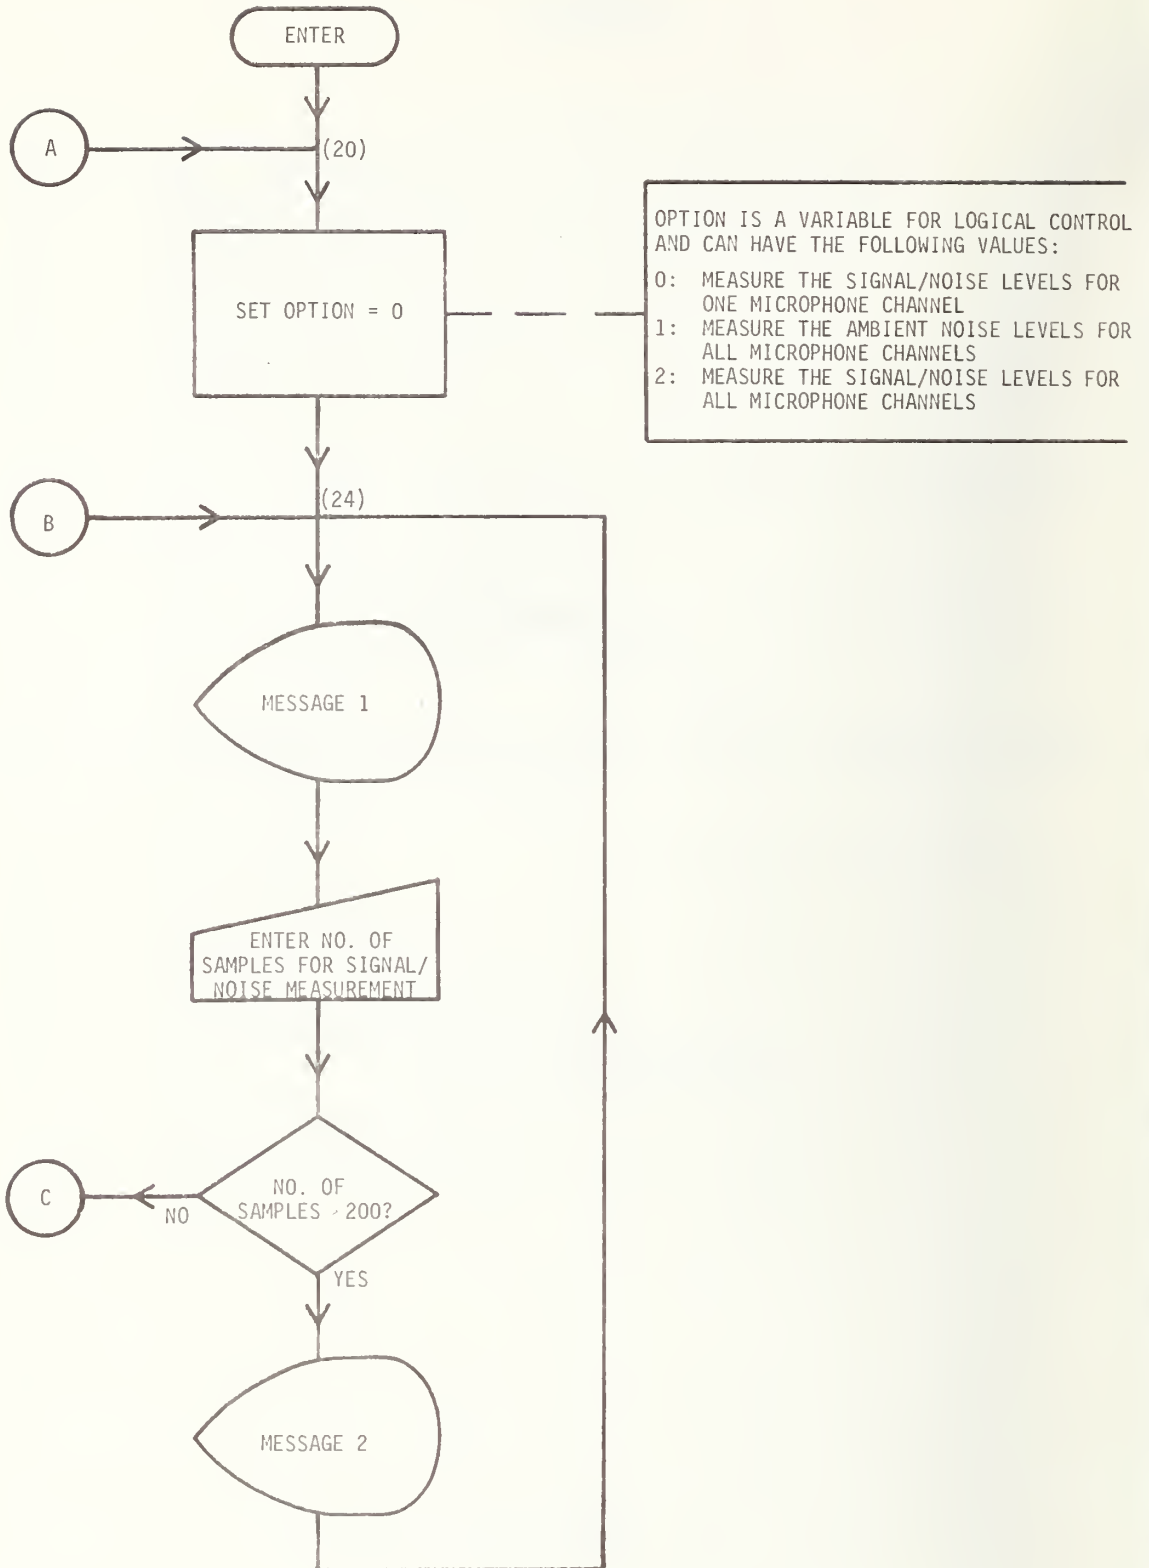 ENTER
A
(20)
SET OPTION = 0
OPTION IS A VARIABLE FOR LOGICAL CONTROL
AND CAN HAVE THE FOLLOWING VALUES:
0: MEASURE THE SIGNAL/NOISE LEVELS FOR
ONE MICROPHONE CHANNEL
1: MEASURE THE AMBIENT NOISE LEVELS FOR
ALL MICROPHONE CHANNELS
2: MEASURE THE SIGNAL/NOISE LEVELS FOR
ALL MICROPHONE CHANNELS
(24)
B
MESSAGE 1
ENTER NO. OF
SAMPLES FOR SIGNAL/
NOISE MEASUREMENT
C
NO
NO. OF
SAMPLES 200?
YES
MESSAGE 2